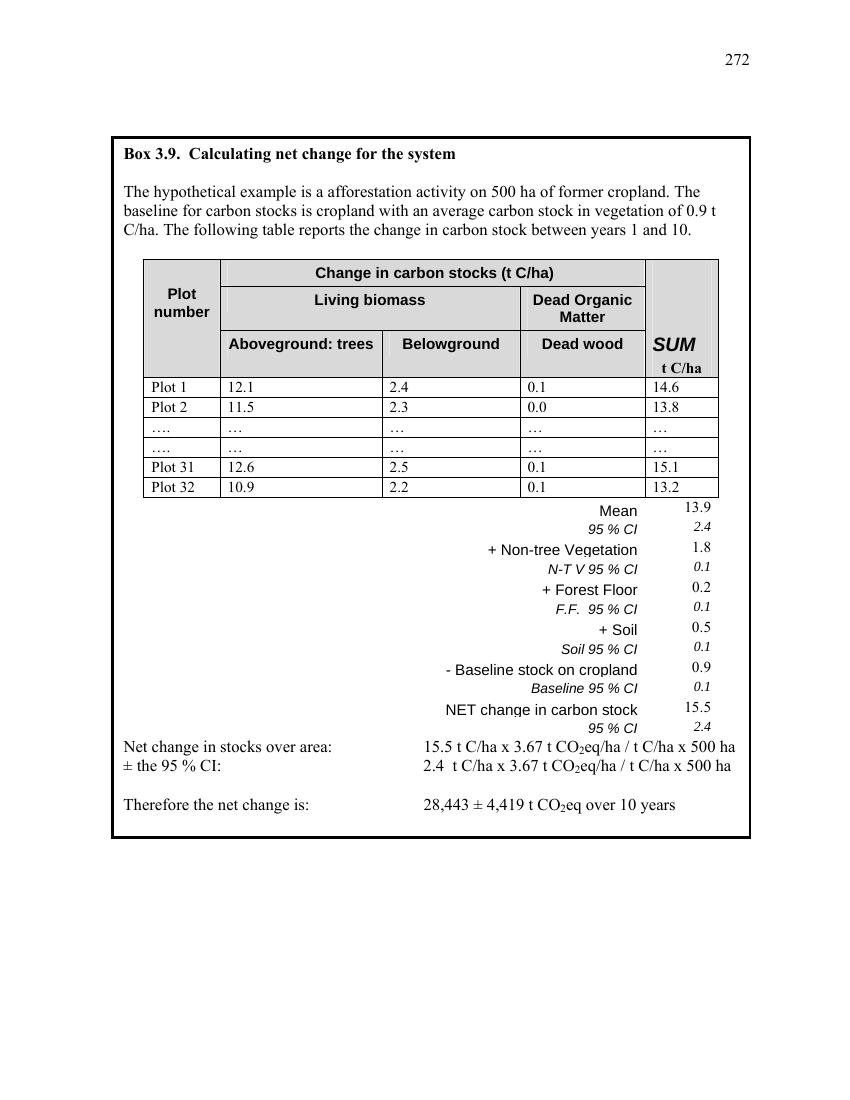 272
Box 3.9. Calculating net change for the system
The hypothetical example is a afforestation activity on 500 ha of former cropland. The
baseline for carbon stocks is cropland with an average carbon stock in vegetation of 0.9 t
C/ha. The following table reports the change in carbon stock between years 1 and 10.
Plot number
Change in carbon stocks (t C/ha)
Living biomass
Dead Organic Matter
SUM
t C/ha
Aboveground: trees Belowground Dead wood
Plot 1 12.1 2.4 0.1 14.6
Plot 2 11.5 2.3 0.0 13.8
…. … … … …
…. … … … …
Plot 31 12.6 2.5 0.1 15.1
Plot 32 10.9 2.2 0.1 13.2
Mean 13.9
95 % CI 2.4
+ Non-tree Vegetation 1.8
N-T V 95 % CI 0.1
+ Forest Floor 0.2
F.F. 95 % CI 0.1
+ Soil 0.5
Soil 95 % CI 0.1
- Baseline stock on cropland 0.9
Baseline 95 % CI 0.1
NET change in carbon stock 15.5
95 % CI 2.4
Net change in stocks over area: 15.5 t C/ha x 3.67 t CO₂eq/ha / t C/ha x 500 ha
± the 95 % CI: 2.4 t C/ha x 3.67 t CO₂eq/ha / t C/ha x 500 ha
Therefore the net change is: 28,443 ± 4,419 t CO₂eq over 10 years